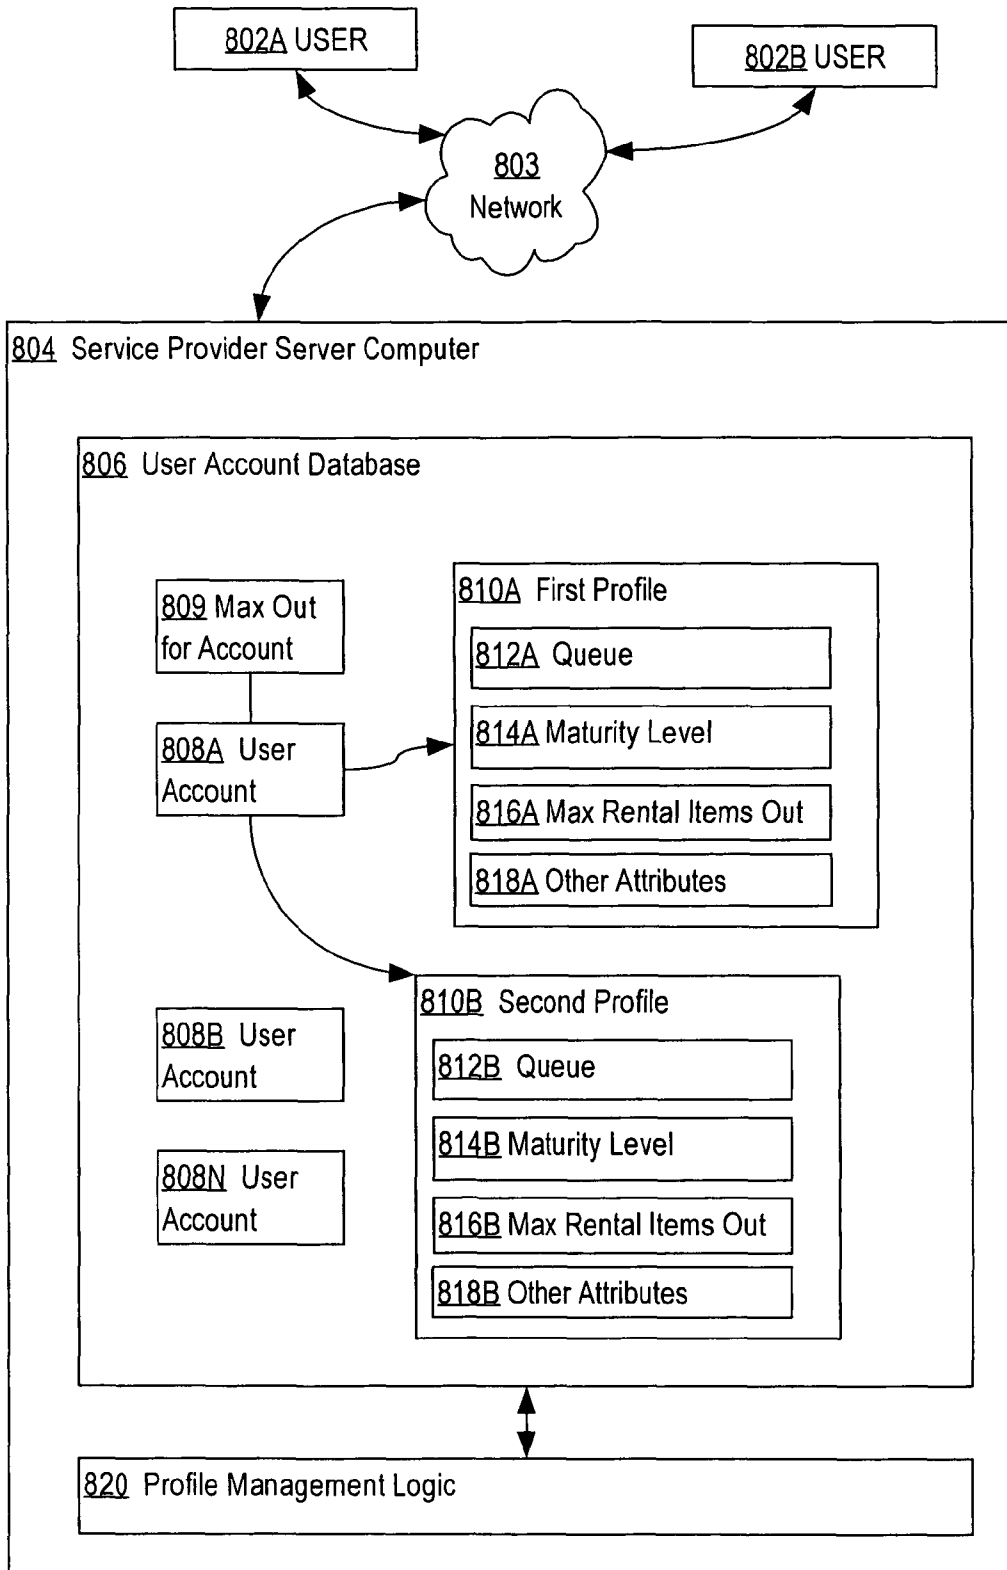 802A USER
802B USER
803
Network
804 Service Provider Server Computer
806 User Account Database
809 Max Out
for Account
808A User
Account
810A First Profile
812A Queue
814A Maturity Level
816A Max Rental Items Out
818A Other Attributes
810B Second Profile
812B Queue
814B Maturity Level
816B Max Rental Items Out
818B Other Attributes
808B User
Account
808N User
Account
820 Profile Management Logic